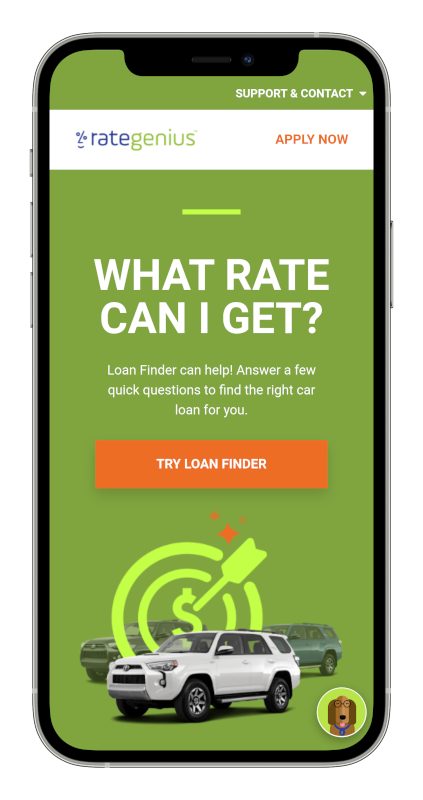 SUPPORT & CONTACT
rategenius
APPLY NOW
WHAT RATE
CAN I GET?
Loan Finder can help! Answer a few
quick questions to find the right car
loan for you.
TRY LOAN FINDER
$